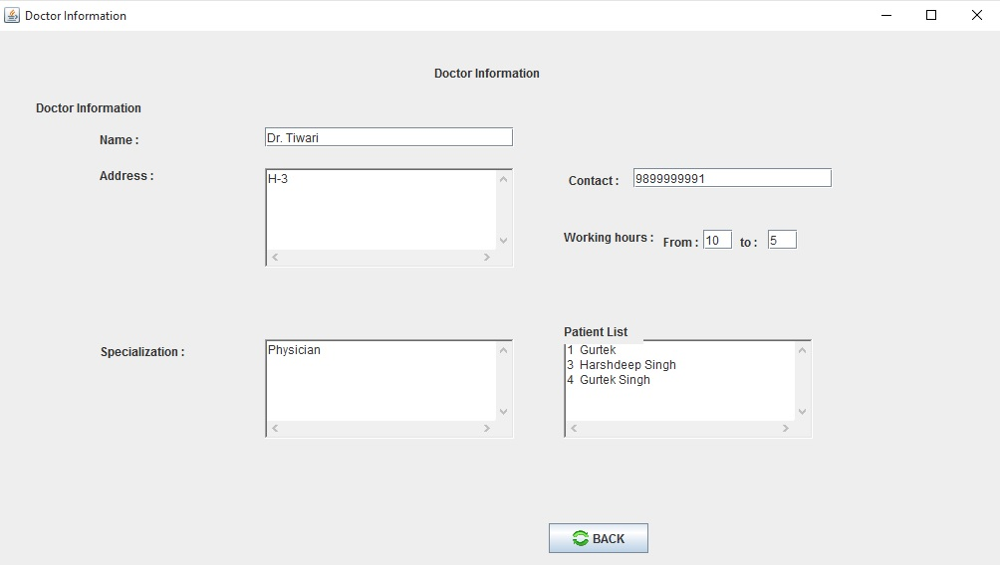 Doctor Information
Doctor Information
Doctor Information
Name :
Dr. Tiwari
Address :
H-3
Contact :
9899999991
Working hours :
From :
10
to :
5
Specialization :
Physician
Patient List
1 Gurtek
3 Harshdeep Singh
4 Gurtek Singh
BACK